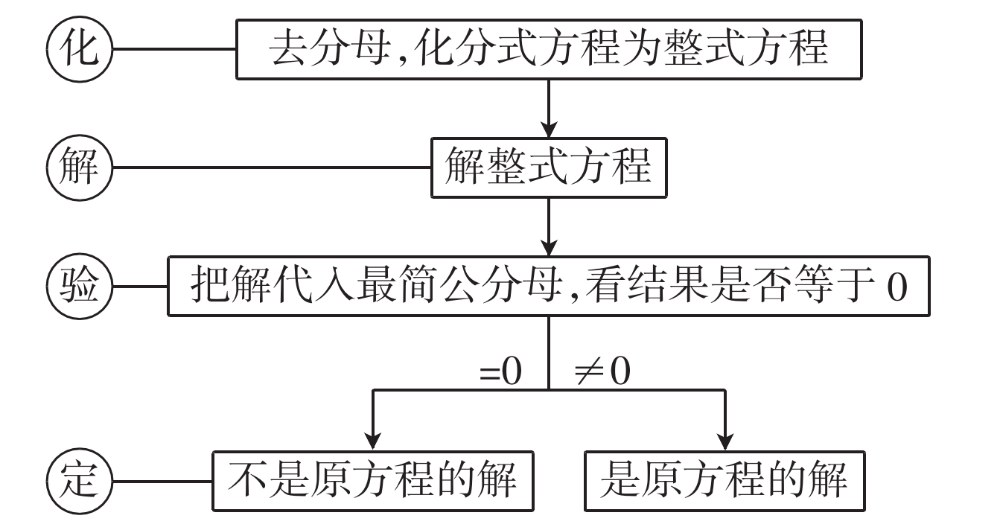 化 去分母,化分式方程为整式方程
解 解整式方程
验 把解代入最简公分母,看结果是否等于 0
=0 ≠0
定 不是原方程的解 是原方程的解